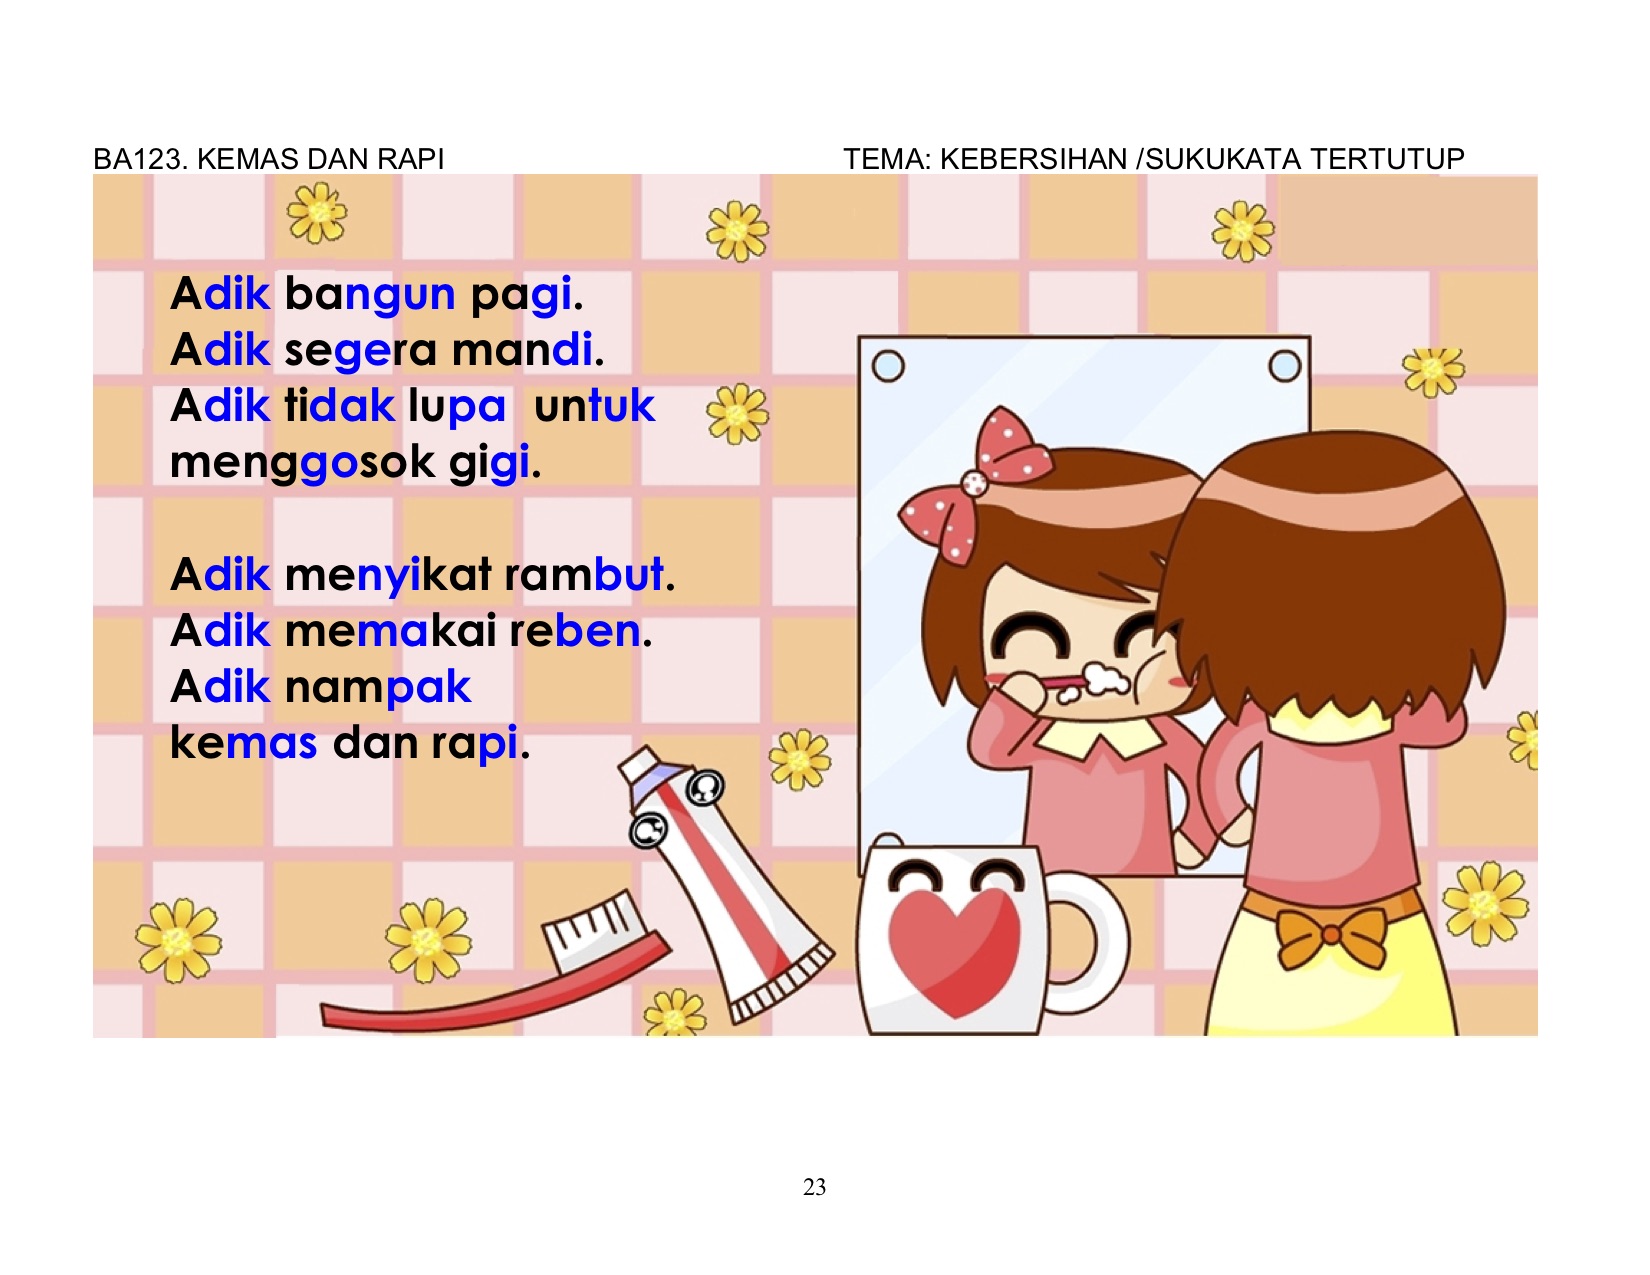 BA123. KEMAS DAN RAPI TEMA: KEBERSIHAN /SUKUKATA TERTUTUP
Adik bangun pagi.
Adik segera mandi.
Adik tidak lupa untuk
menggosok gigi.
Adik menyikat rambut.
Adik memakai reben.
Adik nampak
kemas dan rapi.
23